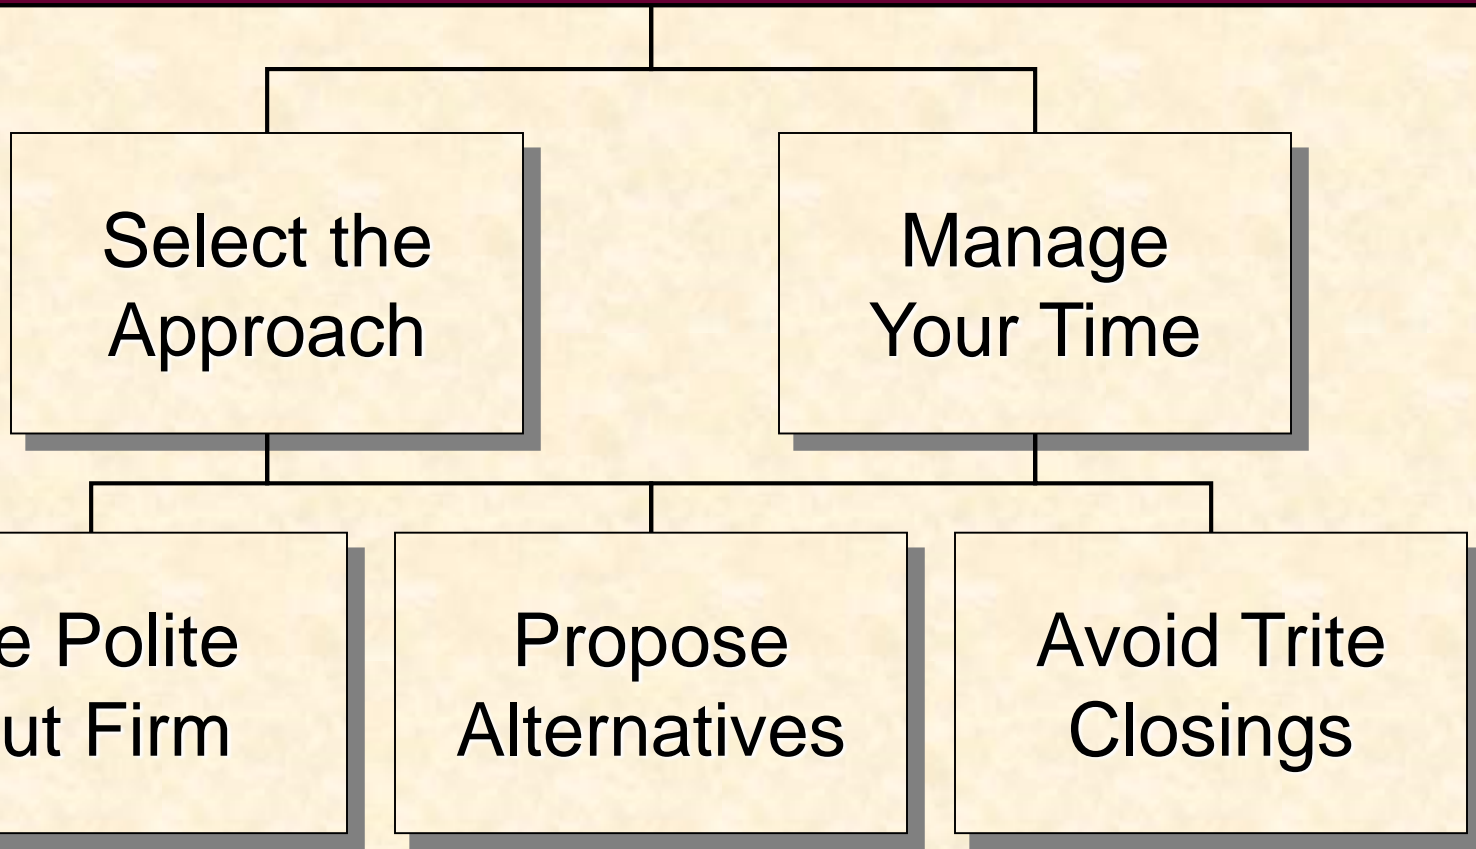 Select the
Approach
Manage
Your Time
e Polite
ut Firm
Propose
Alternatives
Avoid Trite
Closings